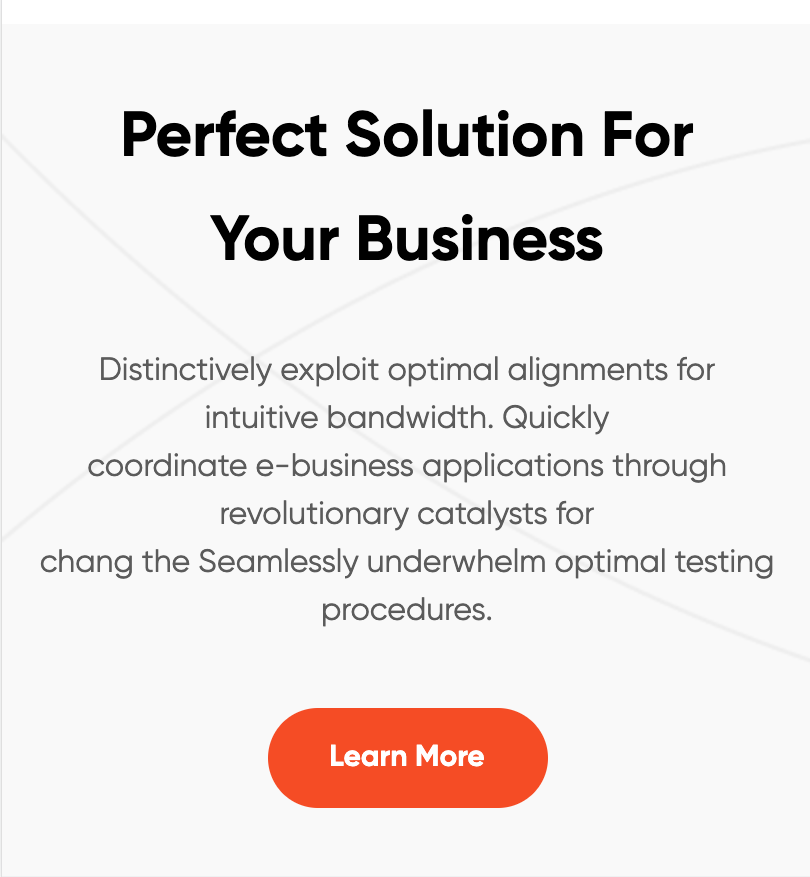 Perfect Solution For
Your Business
Distinctively exploit optimal alignments for
intuitive bandwidth. Quickly
coordinate e-business applications through
revolutionary catalysts for
chang the Seamlessly underwhelm optimal testing
procedures.
Learn More